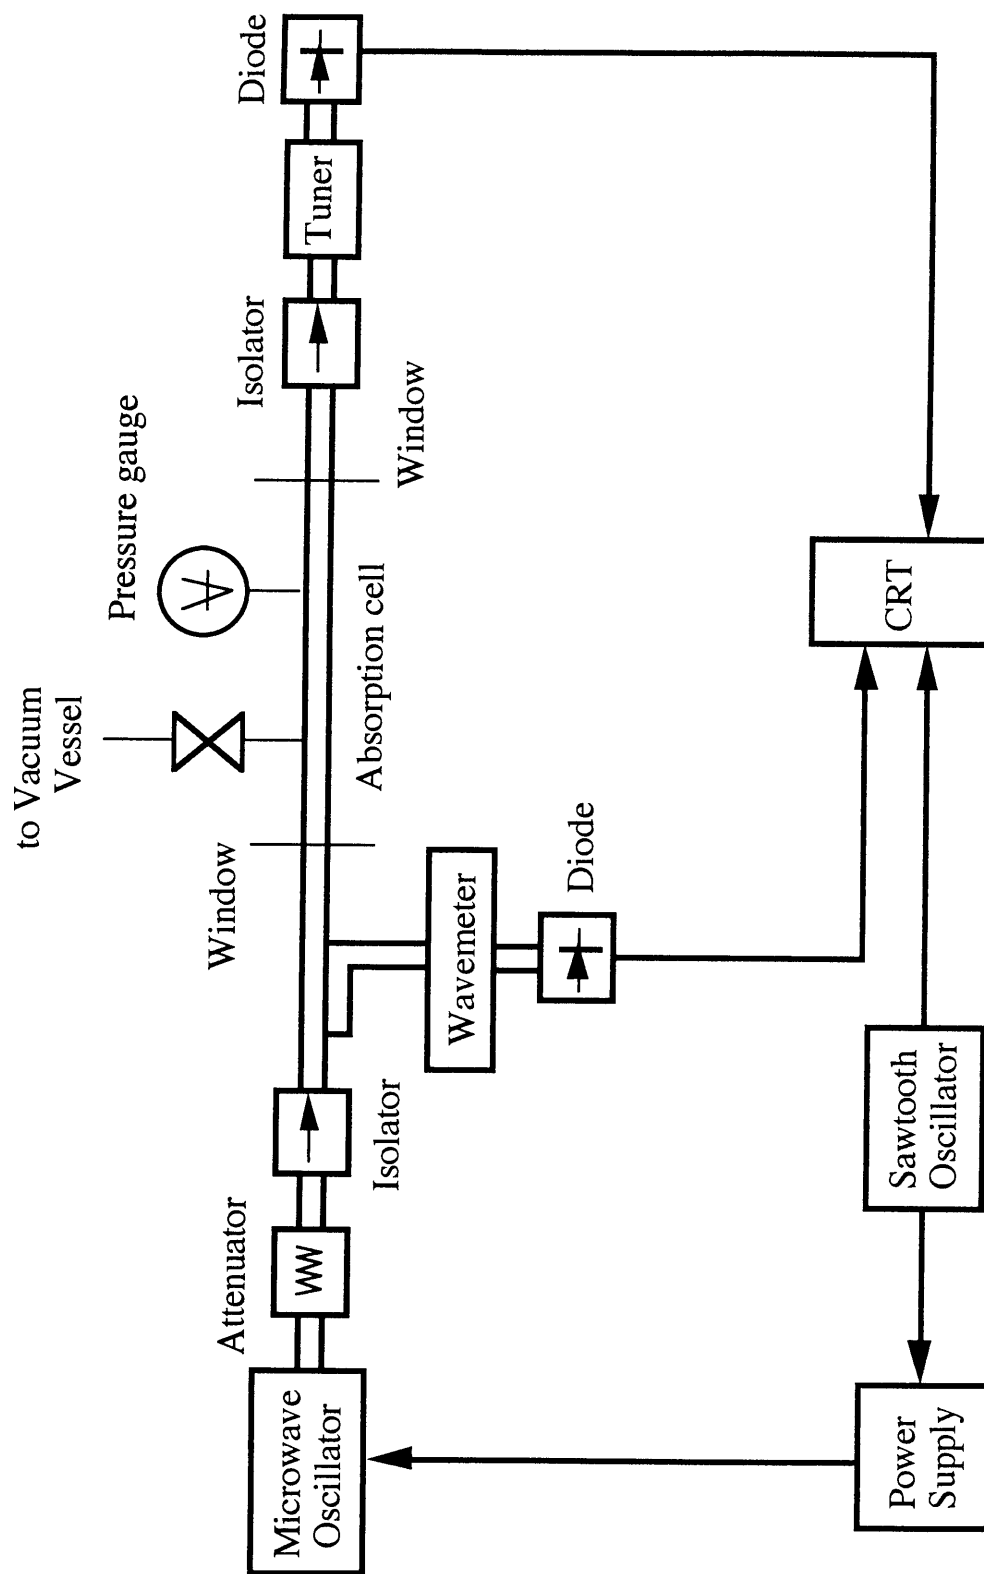 to Vacuum
Vessel
Pressure gauge
Diode
Isolator
Tuner
Window
Window
Attenuator
Absorption cell
Isolator
Microwave
Oscillator
Wavemeter
Diode
CRT
Sawtooth
Oscillator
Power
Supply